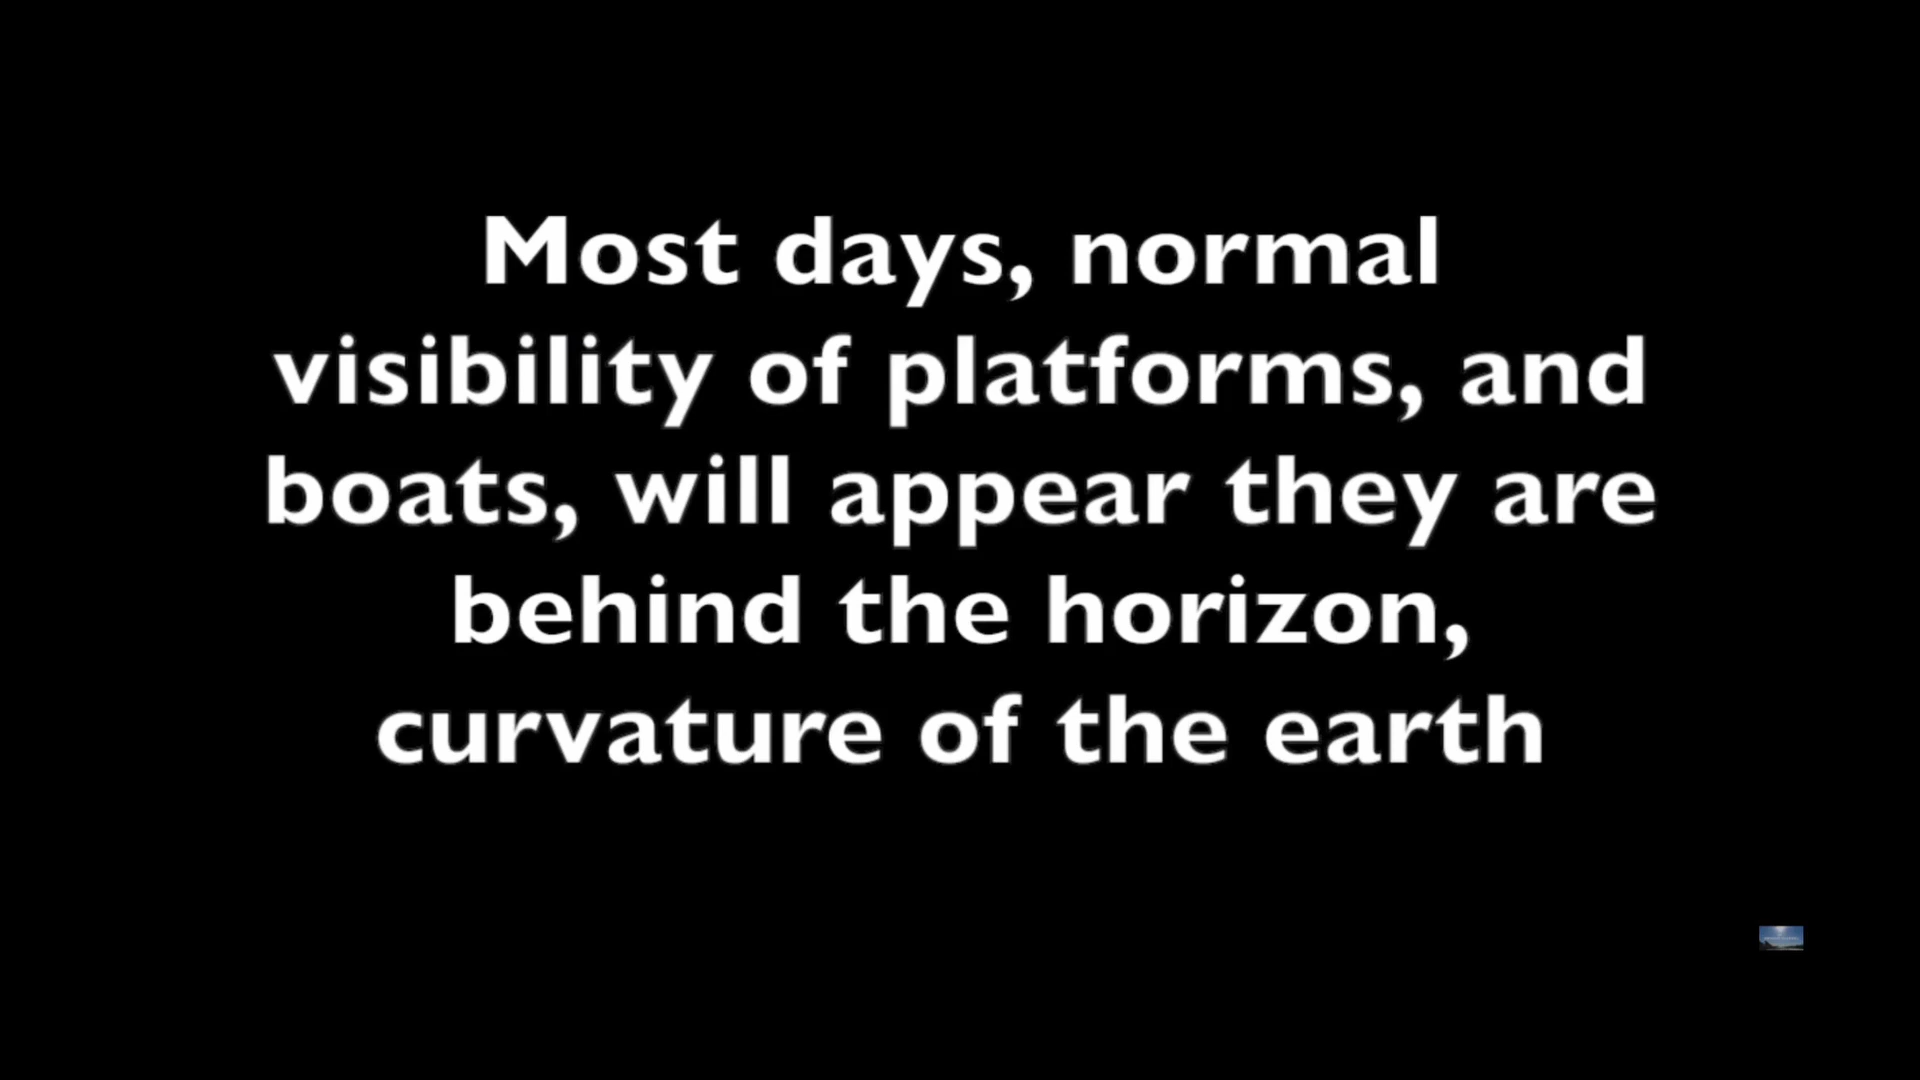 Most days, normal
visibility of platforms, and
boats, will appear they are
behind the horizon,
curvature of the earth